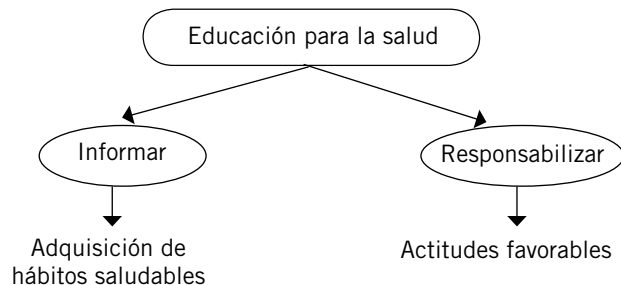 Educación para la salud
Informar
Responsabilizar
Adquisición de
hábitos saludables
Actitudes favorables